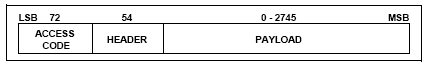 LSB 72 54 0 - 2745 MSB
ACCESS CODE HEADER PAYLOAD